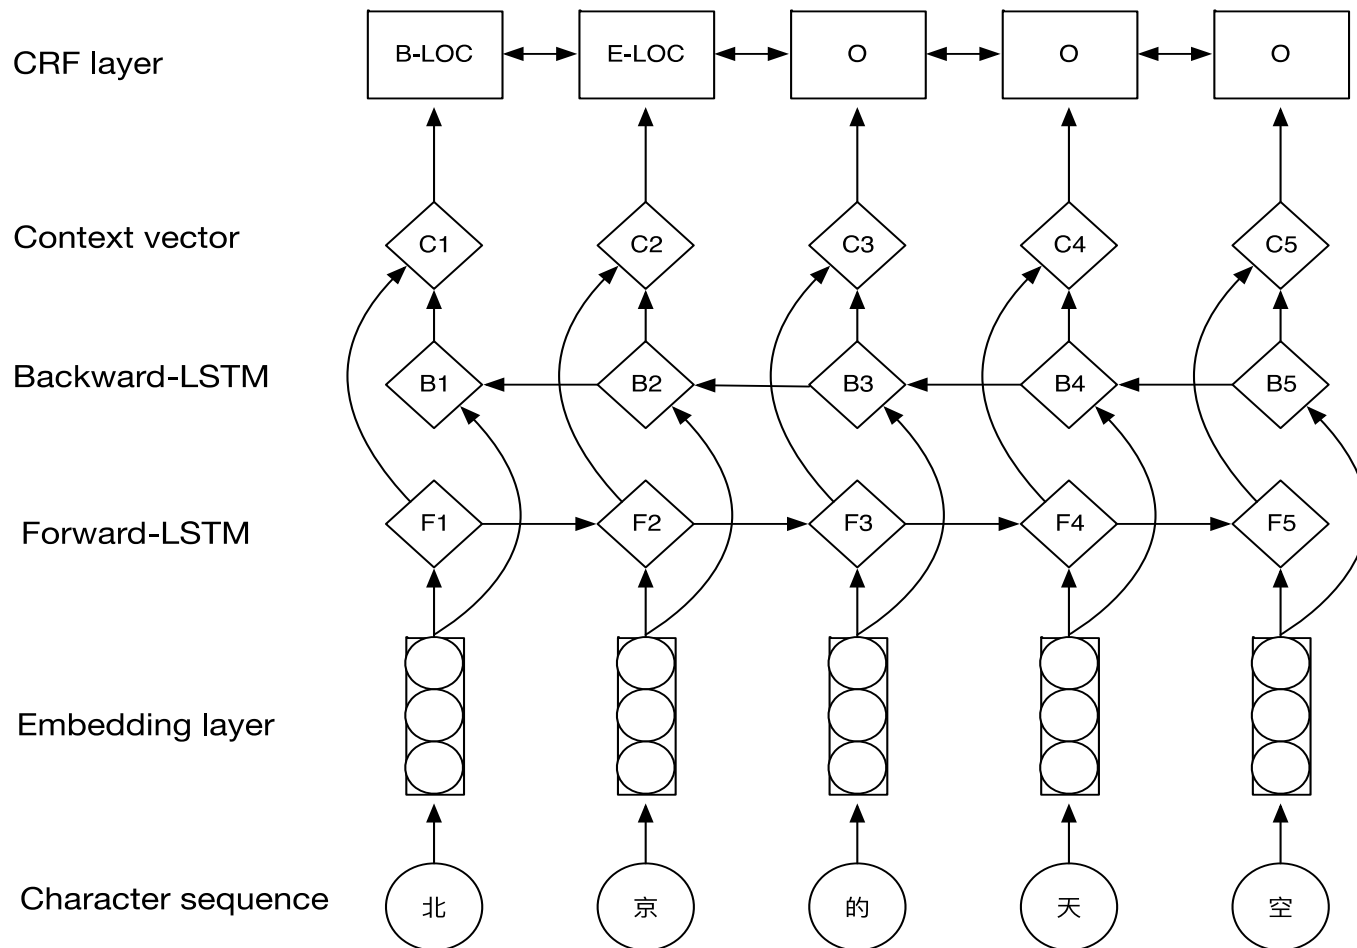 CRF layer B-LOC E-LOC O O O
Context vector C1 C2 C3 C4 C5
Backward-LSTM B1 B2 B3 B4 B5
Forward-LSTM F1 F2 F3 F4 F5
Embedding layer
Character sequence 北 京 的 天 空